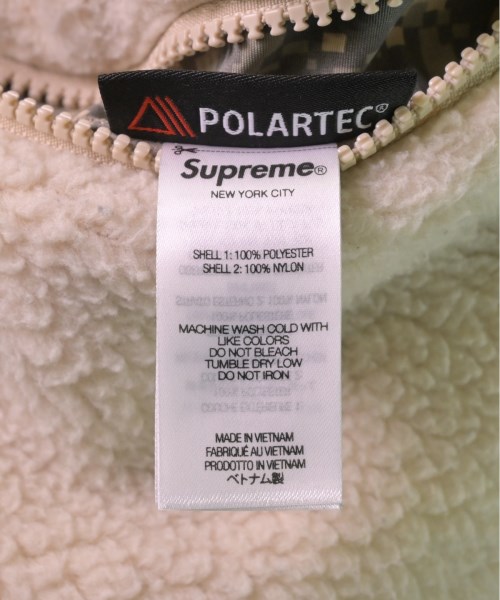 POLARTEC®
Supreme®
NEW YORK CITY
SHELL 1: 100% POLYESTER
SHELL 2: 100% NYLON
MACHINE WASH COLD WITH
LIKE COLORS
DO NOT BLEACH
TUMBLE DRY LOW
DO NOT IRON
MADE IN VIETNAM
FABRIQUÉ AU VIETNAM
PRODOTTO IN VIETNAM
ベトナム製